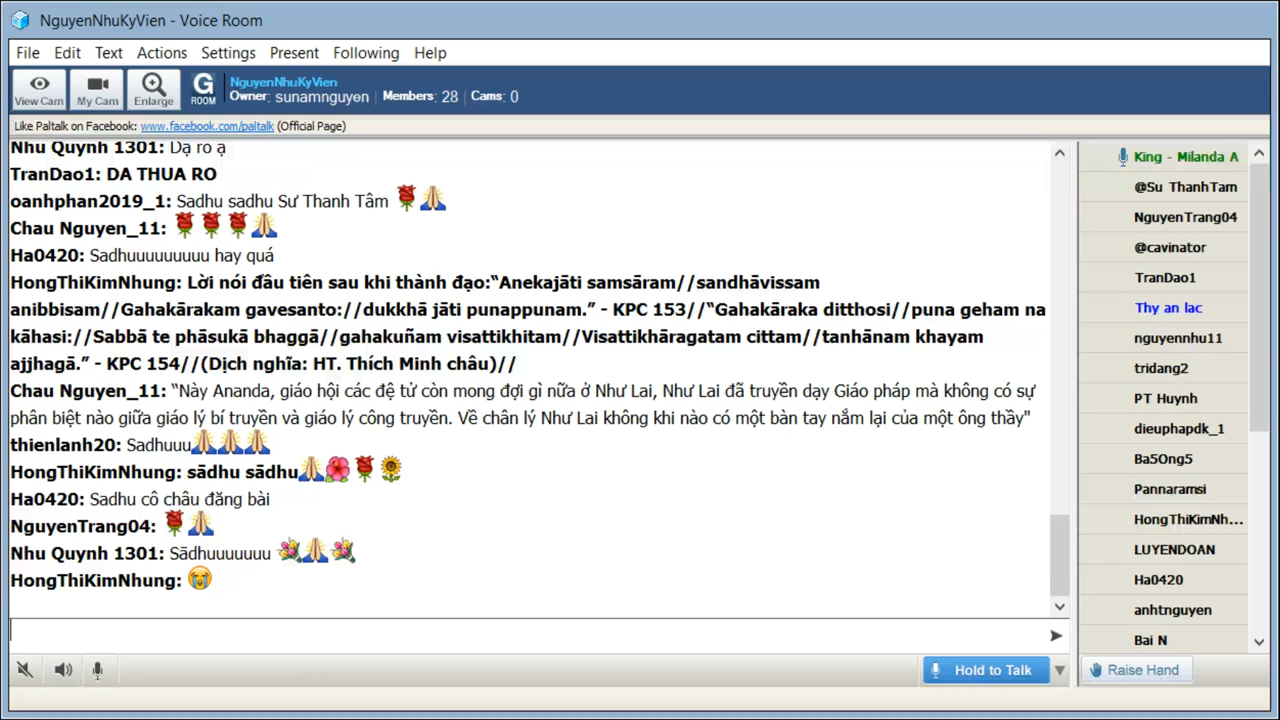 NguyenNhuKyVien - Voice Room
File Edit Text Actions Settings Present Following Help
View Cam My Cam Enlarge G ROOM NguyenNhuKyVien
Owner: sunamnguyen | Members: 28 | Cams: 0
Like Paltalk on Facebook: www.facebook.com/paltalk (Official Page)
Nhu Quynh 1301: Dạ rõ ạ
TranDao1: DA THUA RO
oanhphan2019_1: Sadhu sadhu Sư Thanh Tâm 🌹🙏
Chau Nguyen_11: 🌹🌹🌹🙏
Ha0420: Sadhuuuuuuuuu hay quá
HongThiKimNhung: Lời nói đầu tiên sau khi thành đạo:“Anekajāti samsāram//sandhāvissam
anibbisam//Gahakārakam gavesanto://dukkhā jāti punappunam.” - KPC 153//“Gahakāraka ditthosi//puna geham na
kāhasi://Sabbā te phāsukā bhaggā//gahakuñam visattikhitam//Visattikhāragatam cittam//tanhānam khayam
ajjhagā.” - KPC 154//(Dịch nghĩa: HT. Thích Minh châu)//
Chau Nguyen_11: “Này Ananda, giáo hội các đệ tử còn mong đợi gì nữa ở Như Lai, Như Lai đã truyền dạy Giáo pháp mà không có sự
phân biệt nào giữa giáo lý bí truyền và giáo lý công truyền. Về chân lý Như Lai không khi nào có một bàn tay nắm lại của một ông thầy"
thienlanh20: Sadhuuu🙏🙏🙏
HongThiKimNhung: sādhu sādhu🙏🌺🌹🌻
Ha0420: Sadhu cô châu đăng bài
NguyenTrang04: 🌹🙏
Nhu Quynh 1301: Sādhuuuuuuu 💐🙏💐
HongThiKimNhung: 😭
Hold to Talk
King - Milanda A
@Su ThanhTam
NguyenTrang04
@cavinator
TranDao1
Thy an lac
nguyennhu11
tridang2
PT Huynh
dieuphapdk_1
Ba5Ong5
Pannaramsi
HongThiKimNh...
LUYENDOAN
Ha0420
anhtnguyen
Bai N
Raise Hand